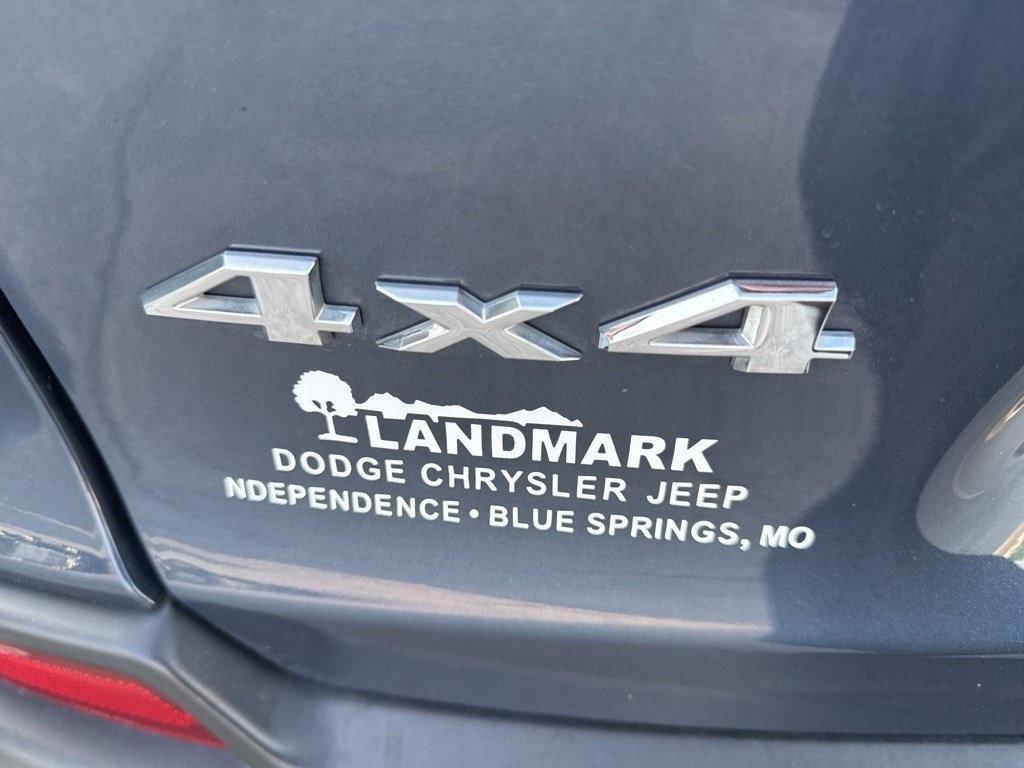 4x4
LANDMARK
DODGE CHRYSLER JEEP
NDEPENDENCE • BLUE SPRINGS, MO